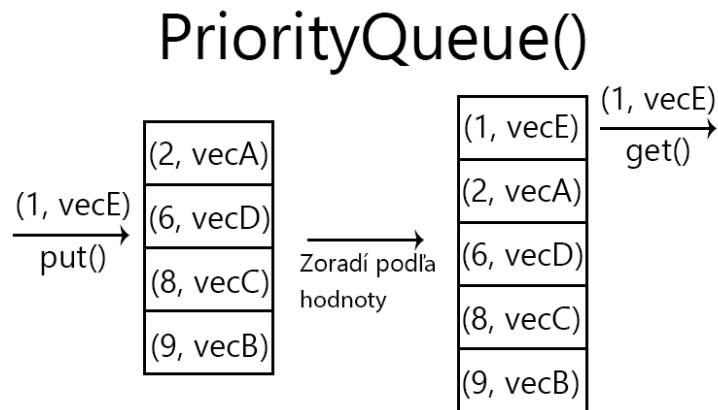 PriorityQueue()
(1, vecE)
put()
(2, vecA)
(6, vecD)
(8, vecC)
(9, vecB)
Zoradí podľa
hodnoty
(1, vecE)
(2, vecA)
(6, vecD)
(8, vecC)
(9, vecB)
(1, vecE)
get()